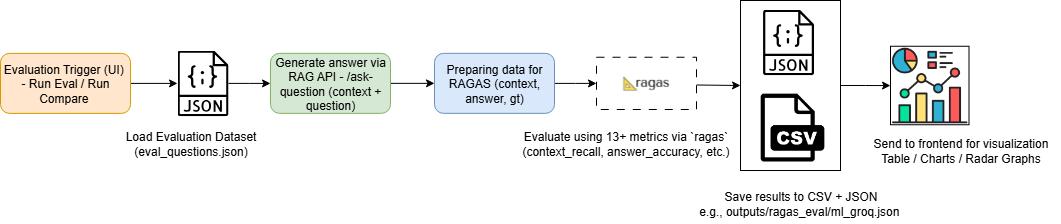 Evaluation Trigger (UI)
- Run Eval / Run
Compare
{;}
JSON
Load Evaluation Dataset
(eval_questions.json)
Generate answer via
RAG API - /ask-
question (context +
question)
Preparing data for
RAGAS (context,
answer, gt)
ragas
Evaluate using 13+ metrics via `ragas`
(context_recall, answer_accuracy, etc.)
{;}
JSON
CSV
Save results to CSV + JSON
e.g., outputs/ragas_eval/ml_groq.json
Send to frontend for visualization
Table / Charts / Radar Graphs